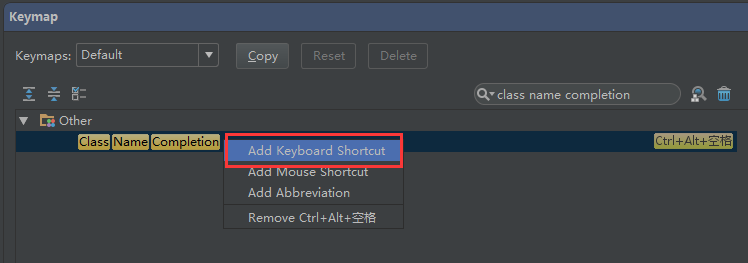 Keymap
Keymaps: Default Copy Reset Delete
class name completion
Other
Class Name Completion Ctrl+Alt+空格
Add Keyboard Shortcut
Add Mouse Shortcut
Add Abbreviation
Remove Ctrl+Alt+空格